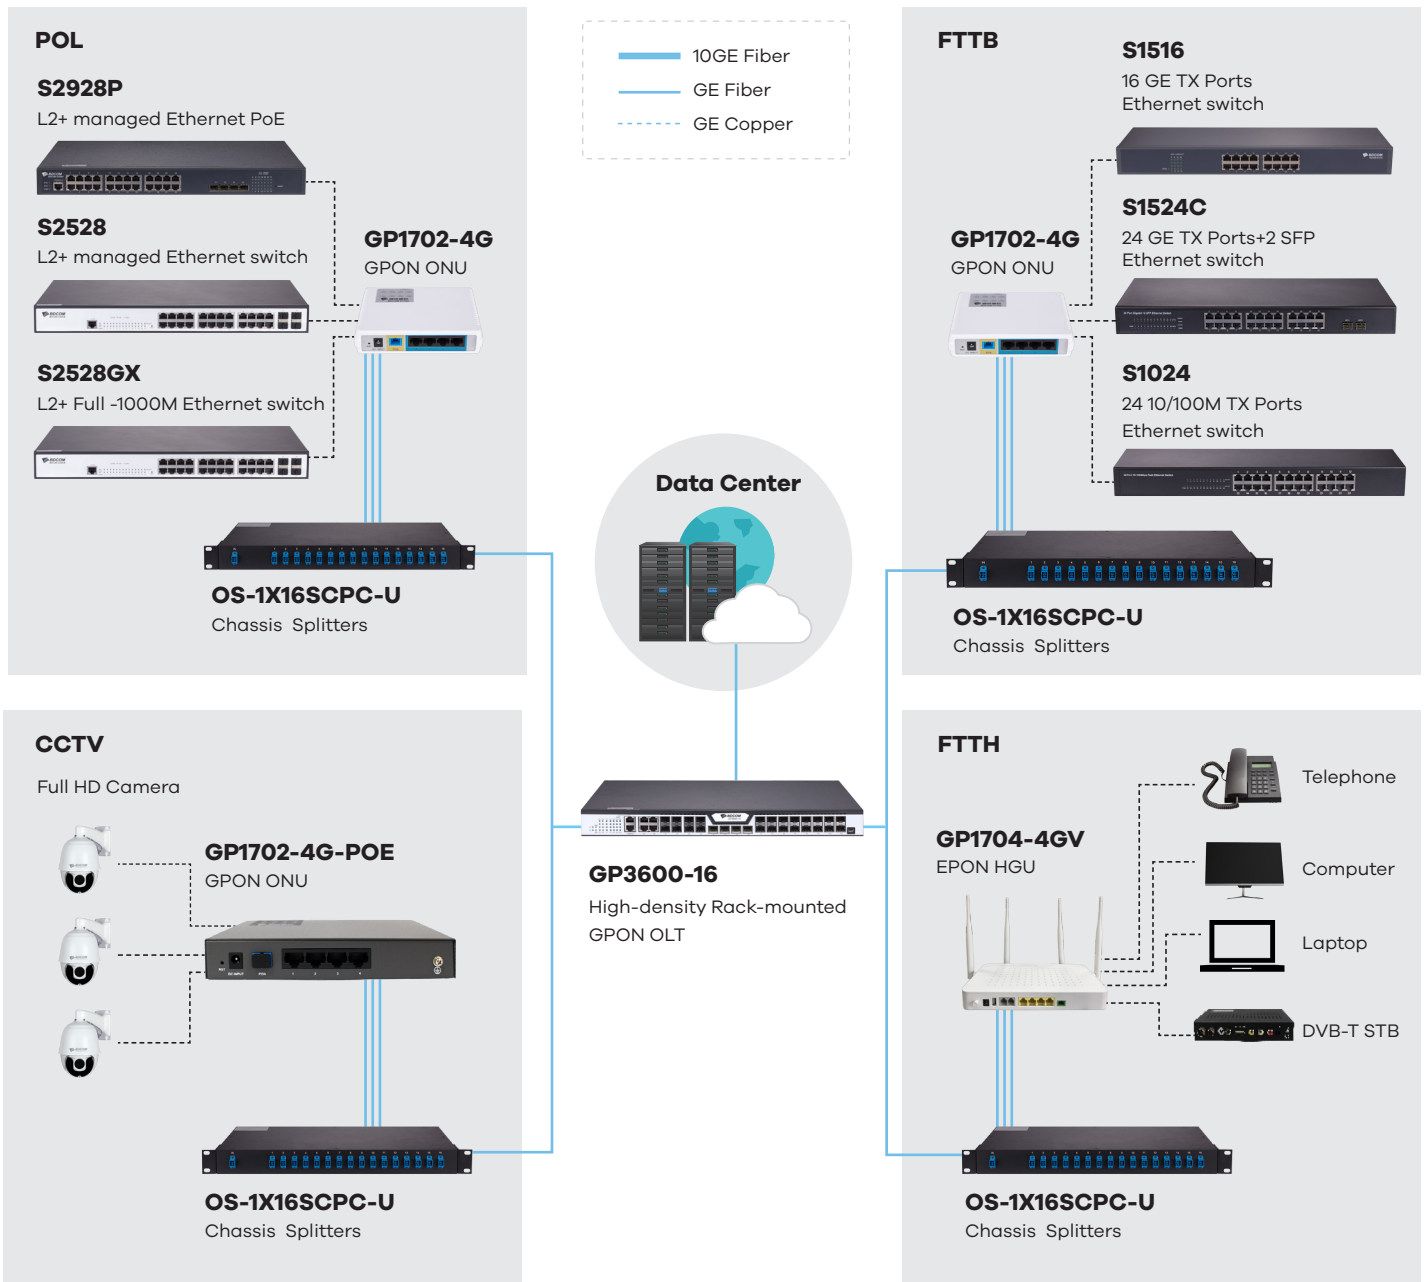 POL
S2928P
L2+ managed Ethernet PoE
S2528
L2+ managed Ethernet switch
S2528GX
L2+ Full -1000M Ethernet switch
GP1702-4G
GPON ONU
OS-1X16SCPC-U
Chassis Splitters
10GE Fiber
GE Fiber
GE Copper
FTTB
S1516
16 GE TX Ports
Ethernet switch
S1524C
24 GE TX Ports+2 SFP
Ethernet switch
S1024
24 10/100M TX Ports
Ethernet switch
GP1702-4G
GPON ONU
OS-1X16SCPC-U
Chassis Splitters
Data Center
GP3600-16
High-density Rack-mounted
GPON OLT
CCTV
Full HD Camera
GP1702-4G-POE
GPON ONU
OS-1X16SCPC-U
Chassis Splitters
FTTH
Telephone
Computer
Laptop
DVB-T STB
GP1704-4GV
EPON HGU
OS-1X16SCPC-U
Chassis Splitters